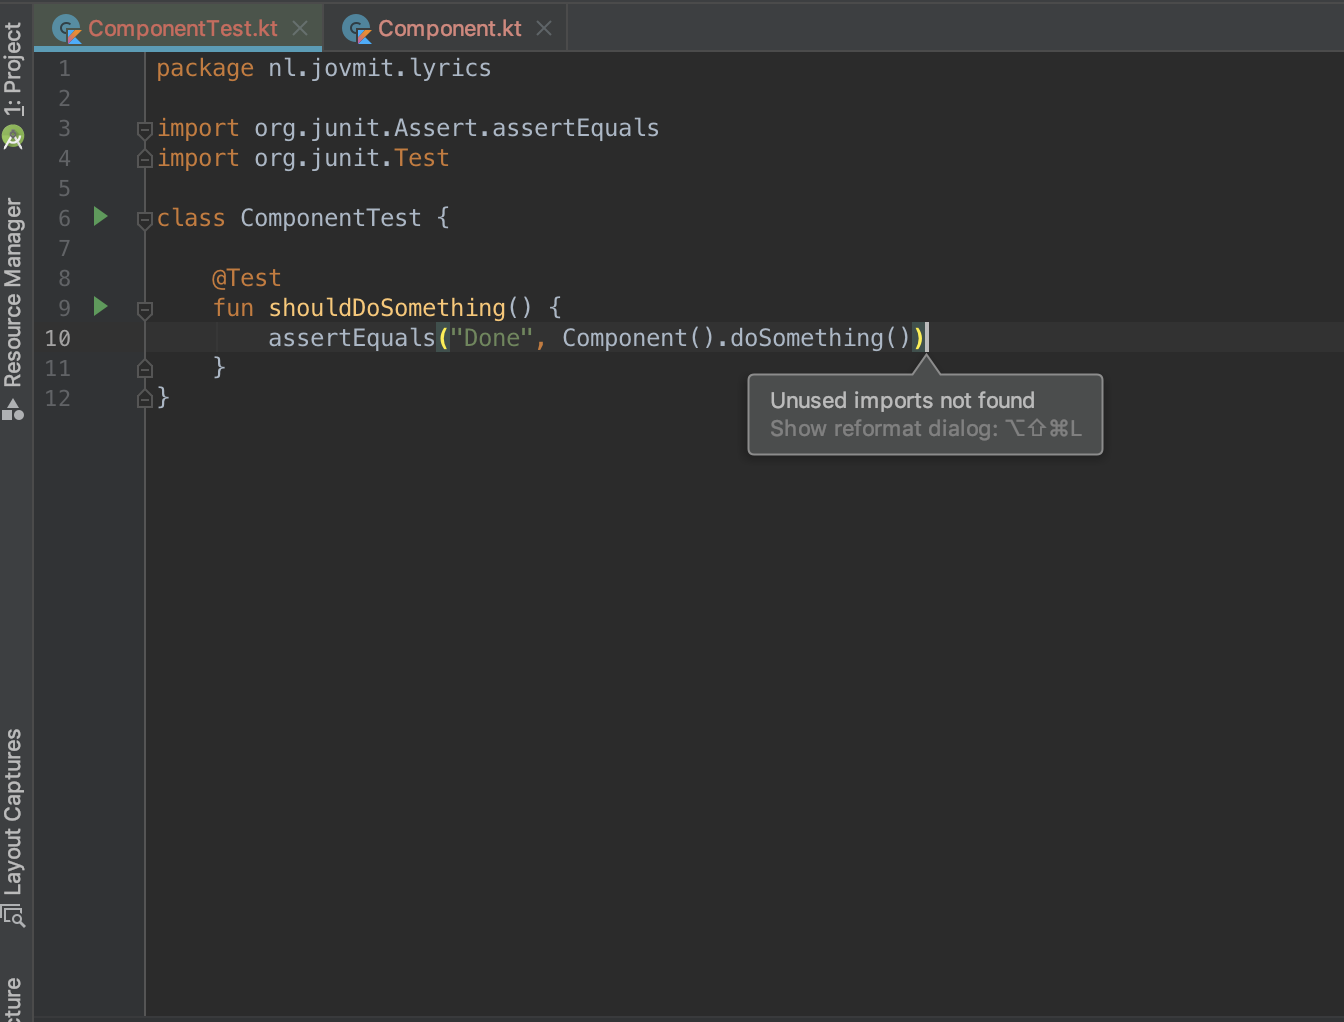 ComponentTest.kt
Component.kt
1: Project
Resource Manager
Layout Captures
cture
1 package nl.jovmit.lyrics
2
3 import org.junit.Assert.assertEquals
4 import org.junit.Test
5
6 class ComponentTest {
7
8 @Test
9 fun shouldDoSomething() {
10 assertEquals("Done", Component().doSomething())
11 }
12 }
Unused imports not found
Show reformat dialog: ⌥⇧⌘L